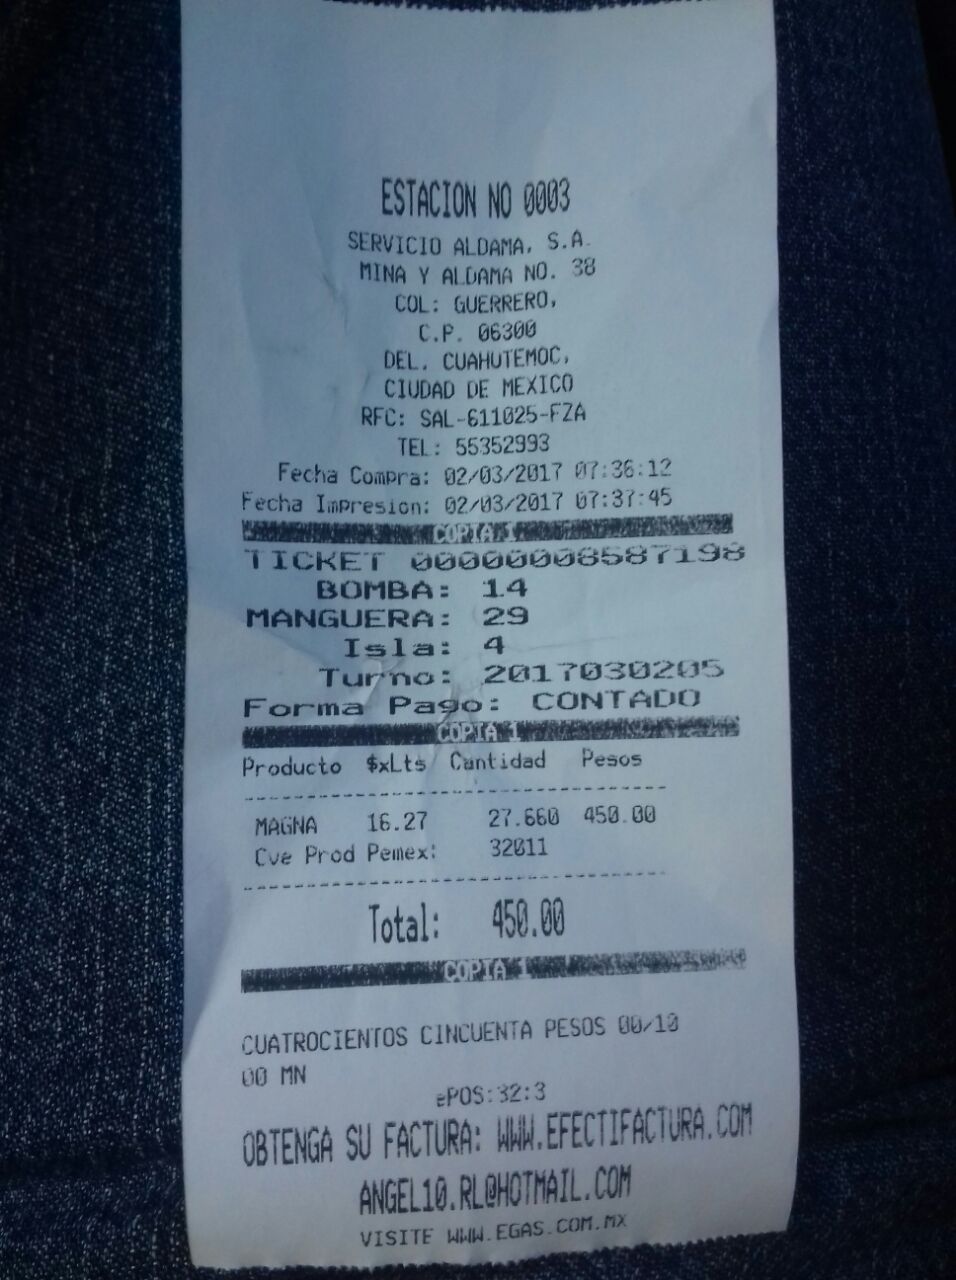 ESTACION NO 0003
SERVICIO ALDAMA, S.A.
MINA Y ALDAMA NO. 38
COL: GUERRERO,
C.P. 06300
DEL. CUAHUTEMOC,
CIUDAD DE MEXICO
RFC: SAL-611025-FZA
TEL: 55352993
Fecha Compra: 02/03/2017 07:36:12
Fecha Impresion: 02/03/2017 07:37:45
COPIA 1
TICKET 00000008587198
BOMBA: 14
MANGUERA: 29
Isla: 4
Turno: 2017030205
Forma Pago: CONTADO
COPIA 1
Producto $xLts Cantidad Pesos
MAGNA 16.27 27.660 450.00
Cve Prod Pemex: 32011
Total: 450.00
COPIA 1
CUATROCIENTOS CINCUENTA PESOS 00/10
00 MN
ePOS:32:3
OBTENGA SU FACTURA: WWW.EFECTIFACTURA.COM
ANGEL10.RL@HOTMAIL.COM
VISITE WWW.EGAS.COM.MX